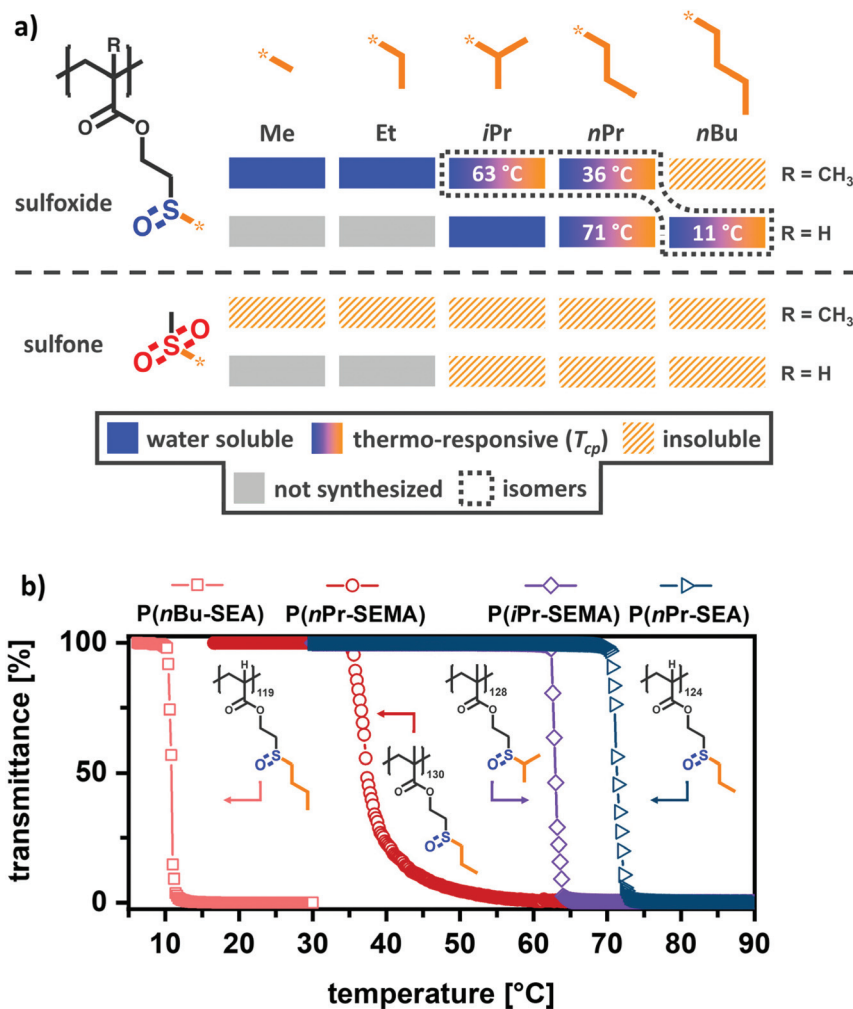 a)
R
*
*
*
*
*
O
O
Me Et iPr nPr nBu
63 °C 36 °C R = CH3
sulfoxide
O S *
71 °C 11 °C R = H
sulfone
O
S
O *
R = CH3
R = H
water soluble thermo-responsive (Tcp) insoluble
not synthesized isomers
b)
P(nBu-SEA) P(nPr-SEMA) P(iPr-SEMA) P(nPr-SEA)
transmittance [%]
100
50
0
H
119
O
O
S
O
130
O
O
S
O
128
O
O
S
O
H
124
O
O
S
O
10 20 30 40 50 60 70 80 90
temperature [°C]